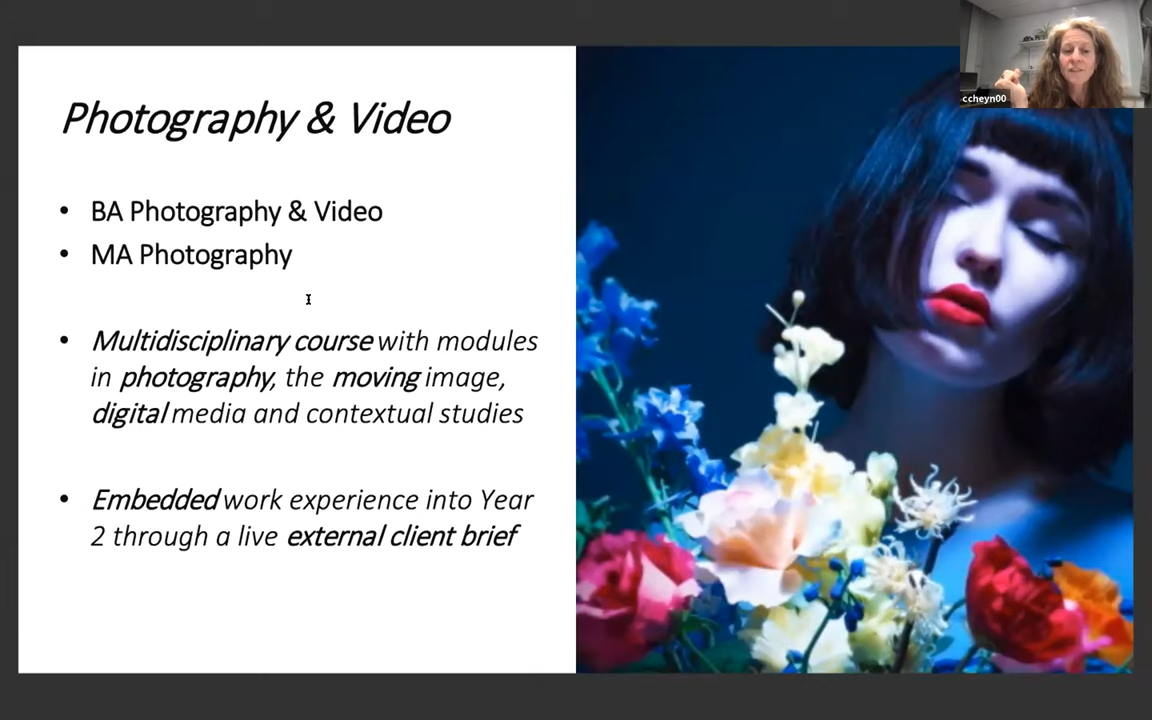 ccheyn00
Photography & Video
• BA Photography & Video
• MA Photography
• Multidisciplinary course with modules
in photography, the moving image,
digital media and contextual studies
• Embedded work experience into Year
2 through a live external client brief